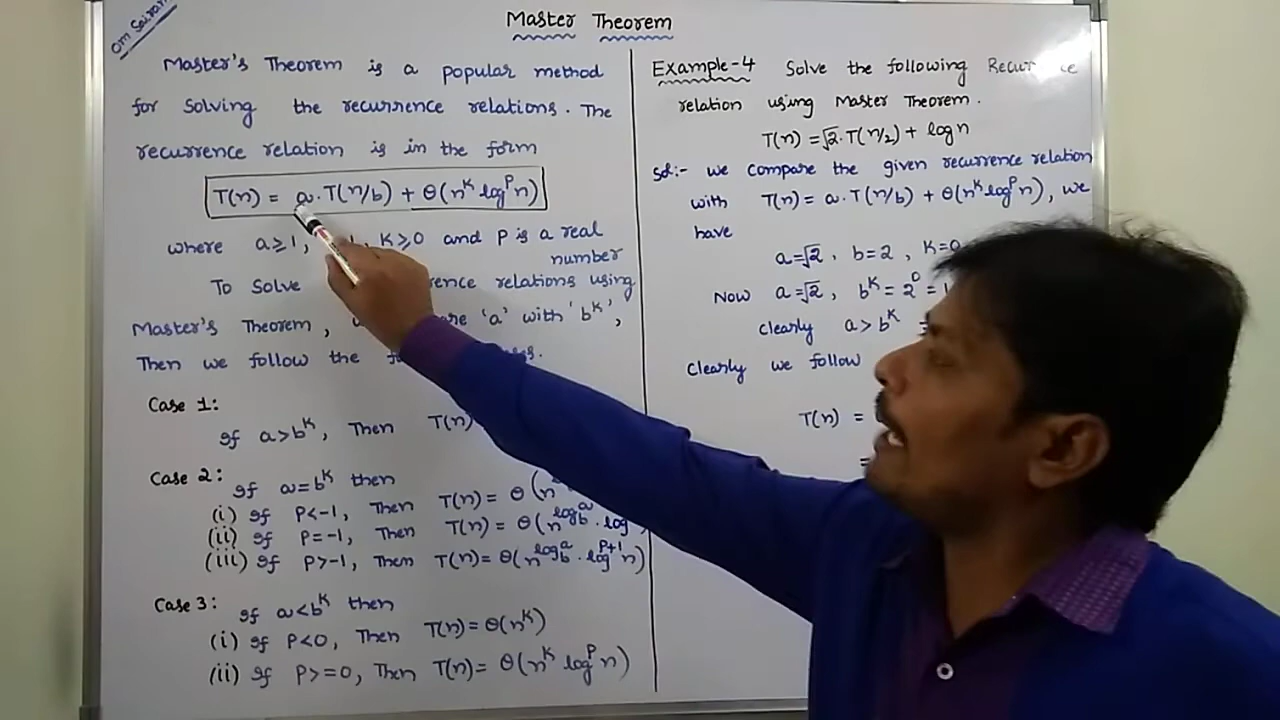 Om Sairam
Master Theorem
Master's Theorem is a popular method
for solving the recurrence relations. The
recurrence relation is in the form
T(n) = a.T(n/b) + θ(n^k log^p n)
where a≥1, 1, K≥0 and P is a real
number
To Solve rence relations using
Master's Theorem, are 'a' with 'b^k',
Then we follow the
Case 1:
If a>b^k, Then T(n)
Case 2:
If a=b^k then
(i) If P<-1, Then T(n) = θ(n
(ii) If P=-1, Then T(n) = θ(n^log_b^a . log
(iii) If P>-1, Then T(n) = θ(n^log_b^a . log^P+1 n)
Case 3:
If a<b^k then
(i) If P<0, Then T(n) = θ(n^k)
(ii) If P>=0, Then T(n) = θ(n^k log^P n)
Example-4 Solve the following
relation using Master Theorem.
T(n) = √2.T(n/2) + log n
Sol:- we compare the given recurrence relation
with T(n) = a.T(n/b) + θ(n^k log^p n), we
have
a=√2, b=2, K=0
Now a=√2, b^k = 2^0 = 1
Clearly a>b^k
Clearly we follow
T(n) =
=